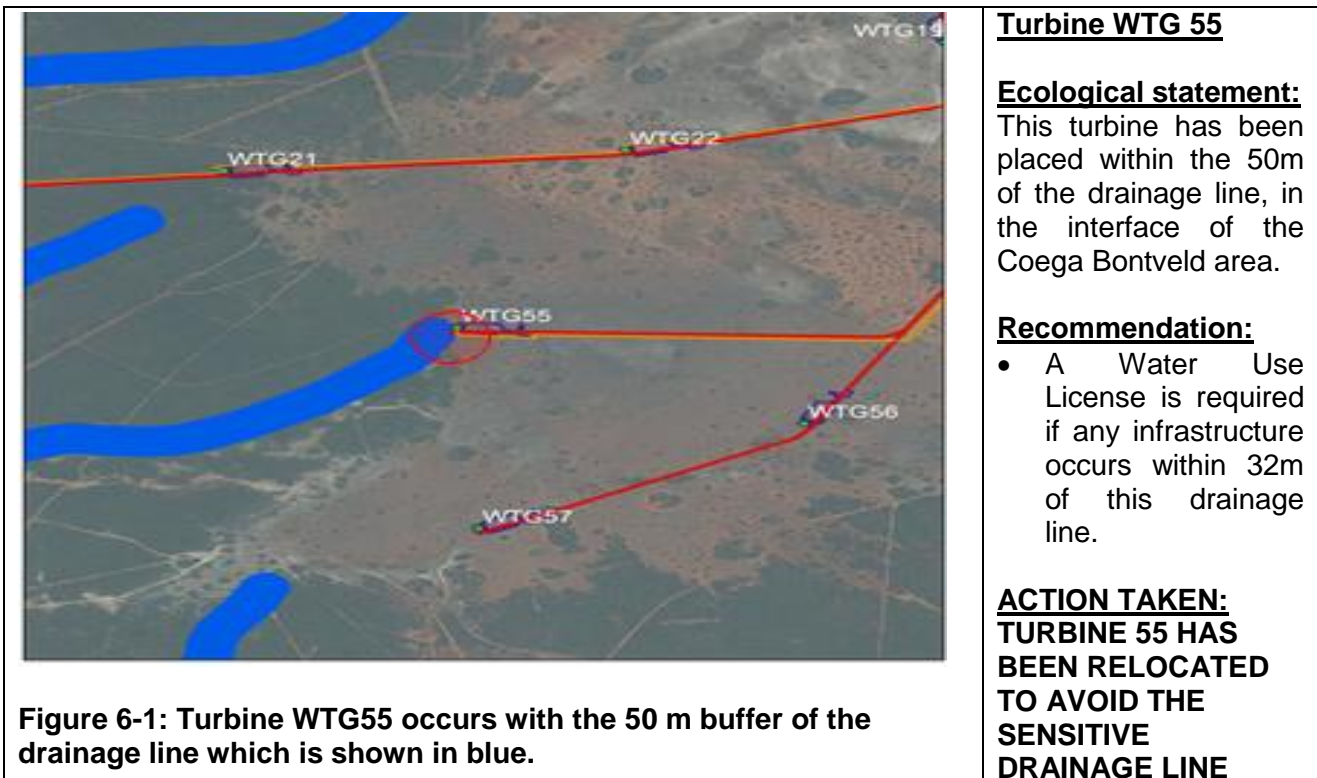 WTG19
WTG22
WTG21
WTG55
WTG56
WTG57
Figure 6-1: Turbine WTG55 occurs with the 50 m buffer of the
drainage line which is shown in blue.
Turbine WTG 55
Ecological statement:
This turbine has been
placed within the 50m
of the drainage line, in
the interface of the
Coega Bontveld area.
Recommendation:
• A Water Use
License is required
if any infrastructure
occurs within 32m
of this drainage
line.
ACTION TAKEN:
TURBINE 55 HAS
BEEN RELOCATED
TO AVOID THE
SENSITIVE
DRAINAGE LINE